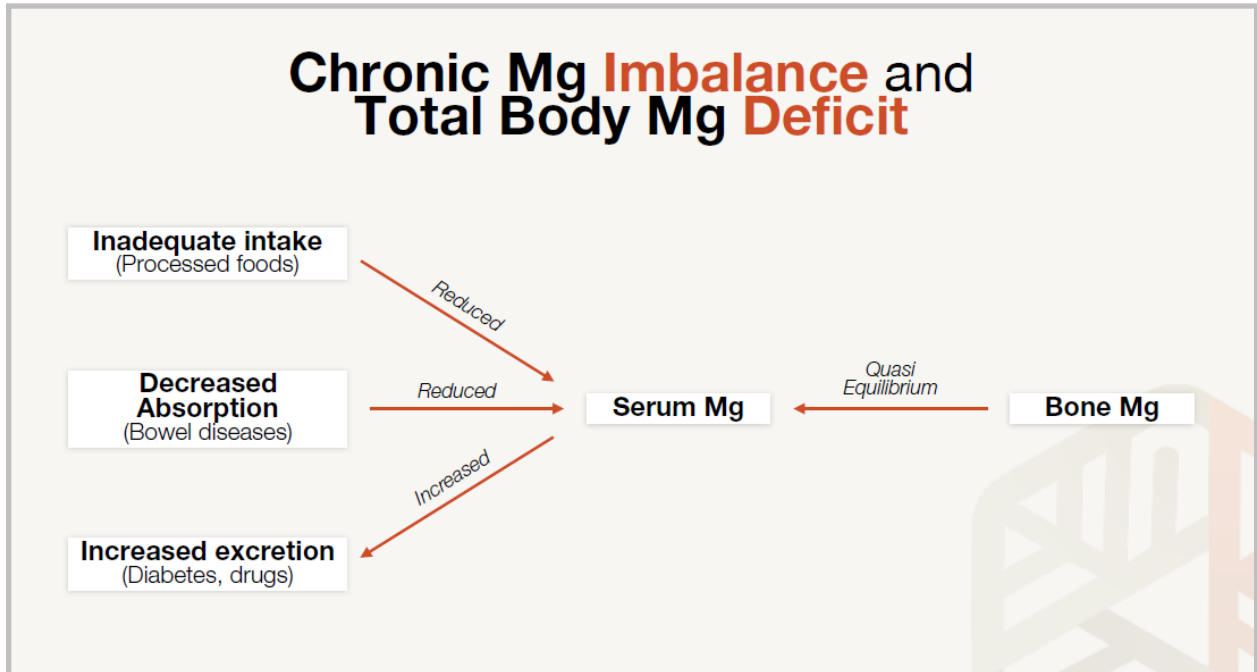 Chronic Mg Imbalance and
Total Body Mg Deficit
Inadequate intake
(Processed foods)
Reduced
Decreased
Absorption
(Bowel diseases)
Reduced
Serum Mg
Quasi
Equilibrium
Bone Mg
Increased
Increased excretion
(Diabetes, drugs)